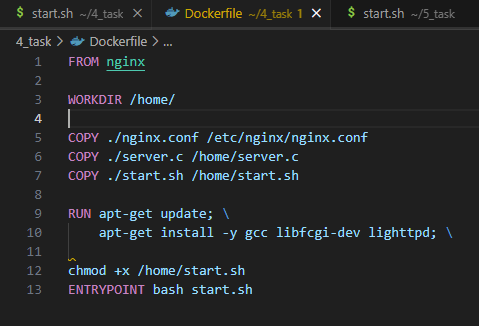 $ start.sh ~/4_task × Dockerfile ~/4_task 1 × $ start.sh ~/5_task
4_task > Dockerfile > ...
1 FROM nginx
2
3 WORKDIR /home/
4
5 COPY ./nginx.conf /etc/nginx/nginx.conf
6 COPY ./server.c /home/server.c
7 COPY ./start.sh /home/start.sh
8
9 RUN apt-get update; \
10     apt-get install -y gcc libfcgi-dev lighttpd; \
11
12 chmod +x /home/start.sh
13 ENTRYPOINT bash start.sh